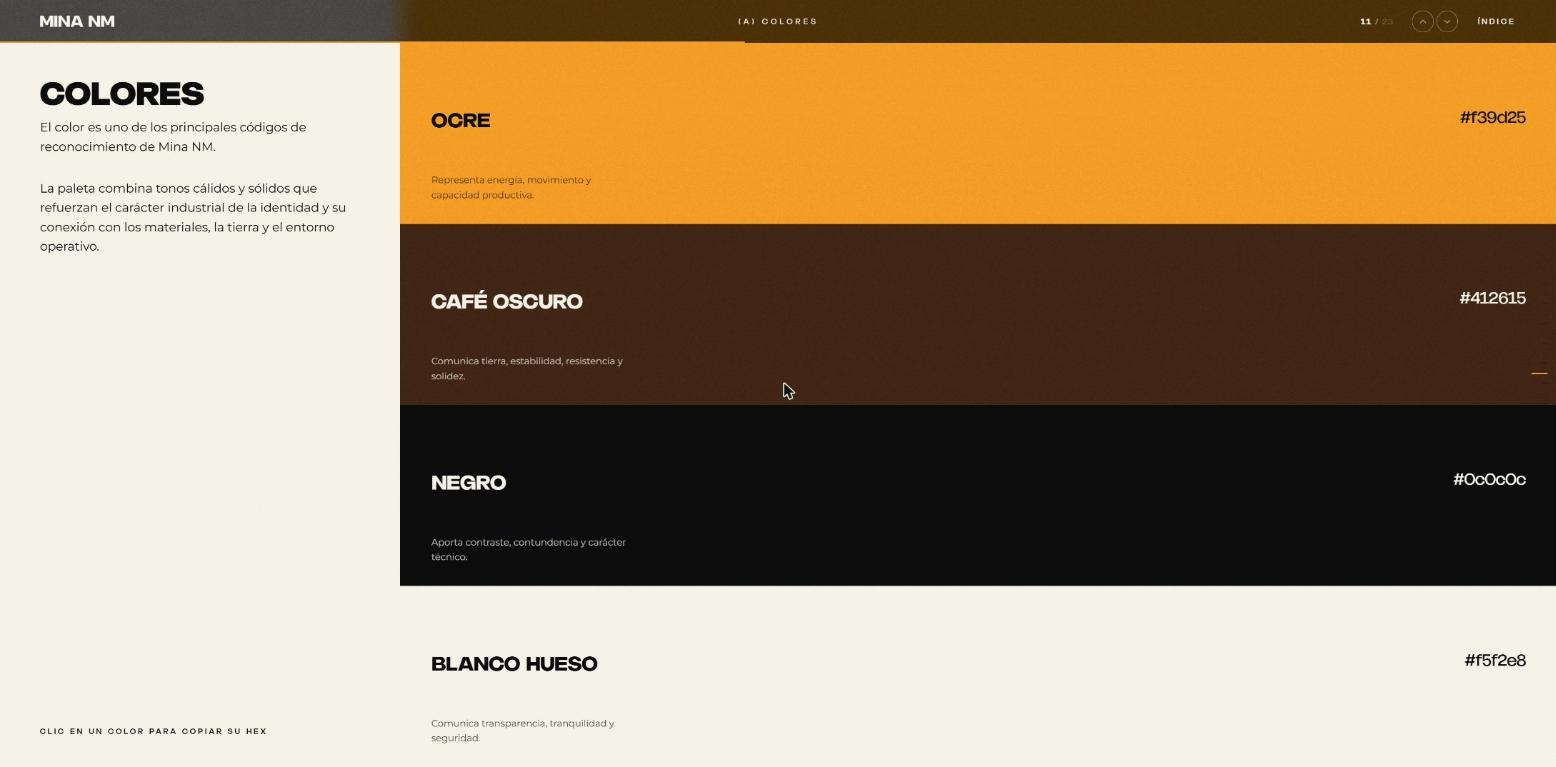 MINA NM
(A) COLORES
11 / 23
ÍNDICE
COLORES
El color es uno de los principales códigos de
reconocimiento de Mina NM.
La paleta combina tonos cálidos y sólidos que
refuerzan el carácter industrial de la identidad y su
conexión con los materiales, la tierra y el entorno
operativo.
CLIC EN UN COLOR PARA COPIAR SU HEX
OCRE
#f39d25
Representa energía, movimiento y
capacidad productiva.
CAFÉ OSCURO
#412615
Comunica tierra, estabilidad, resistencia y
solidez.
NEGRO
#0c0c0c
Aporta contraste, contundencia y carácter
técnico.
BLANCO HUESO
#f5f2e8
Comunica transparencia, tranquilidad y
seguridad.